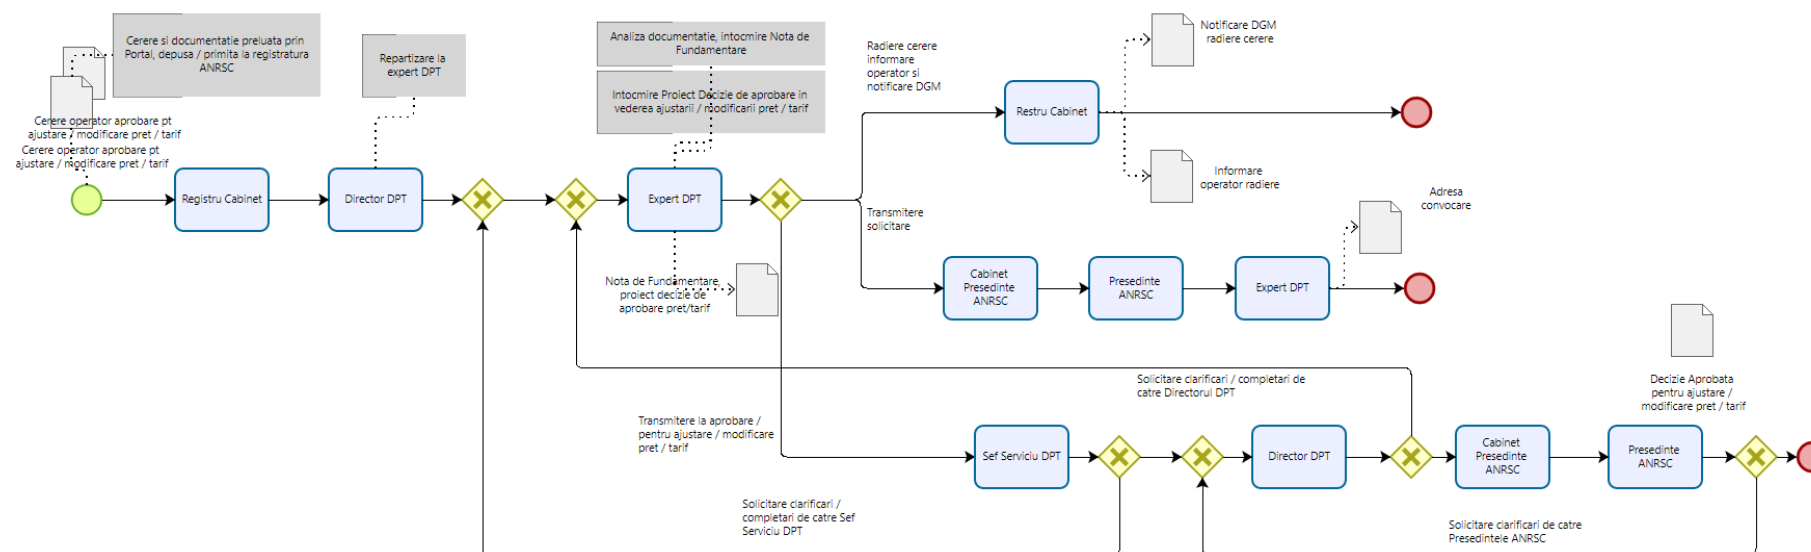 Cerere si documentatie preluata prin
Portal, depusa / primita la registratura
ANRSC
Cerere operator aprobare pt
ajustare / modificare pret / tarif
Cerere operator aprobare pt
ajustare / modificare pret / tarif
Registru Cabinet
Repartizare la
expert DPT
Director DPT
Analiza documentatie, intocmire Nota de
Fundamentare
Intocmire Proiect Decizie de aprobare in
vederea ajustarii / modificarii pret / tarif
Expert DPT
Nota de Fundamentare,
proiect decizie de
aprobare pret/tarif
Radiere cerere
informare
operator si
notificare DGM
Restru Cabinet
Notificare DGM
radiere cerere
Informare
operator radiere
Transmitere
solicitare
Cabinet
Presedinte
ANRSC
Presedinte
ANRSC
Expert DPT
Adresa
convocare
Solicitare clarificari / completari de
catre Directorul DPT
Transmitere la aprobare /
pentru ajustare / modificare
pret / tarif
Sef Serviciu DPT
Director DPT
Cabinet
Presedinte
ANRSC
Presedinte
ANRSC
Decizie Aprobata
pentru ajustare /
modificare pret / tarif
Solicitare clarificari /
completari de catre Sef
Serviciu DPT
Solicitare clarificari de catre
Presedintele ANRSC